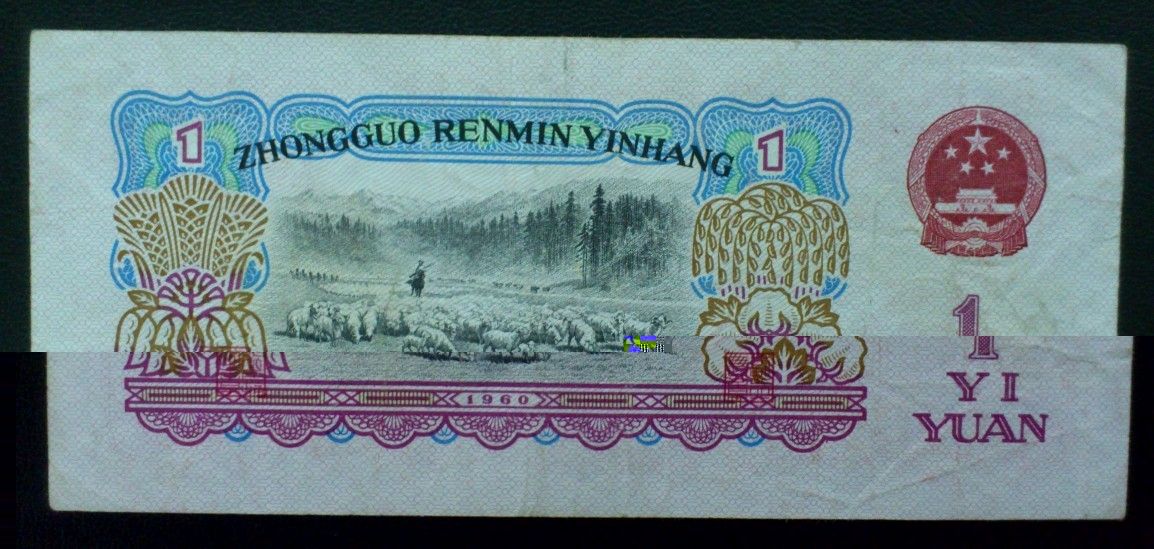 1
ZHONGGUO RENMIN YINHANG
1
1
YI
YUAN
1960